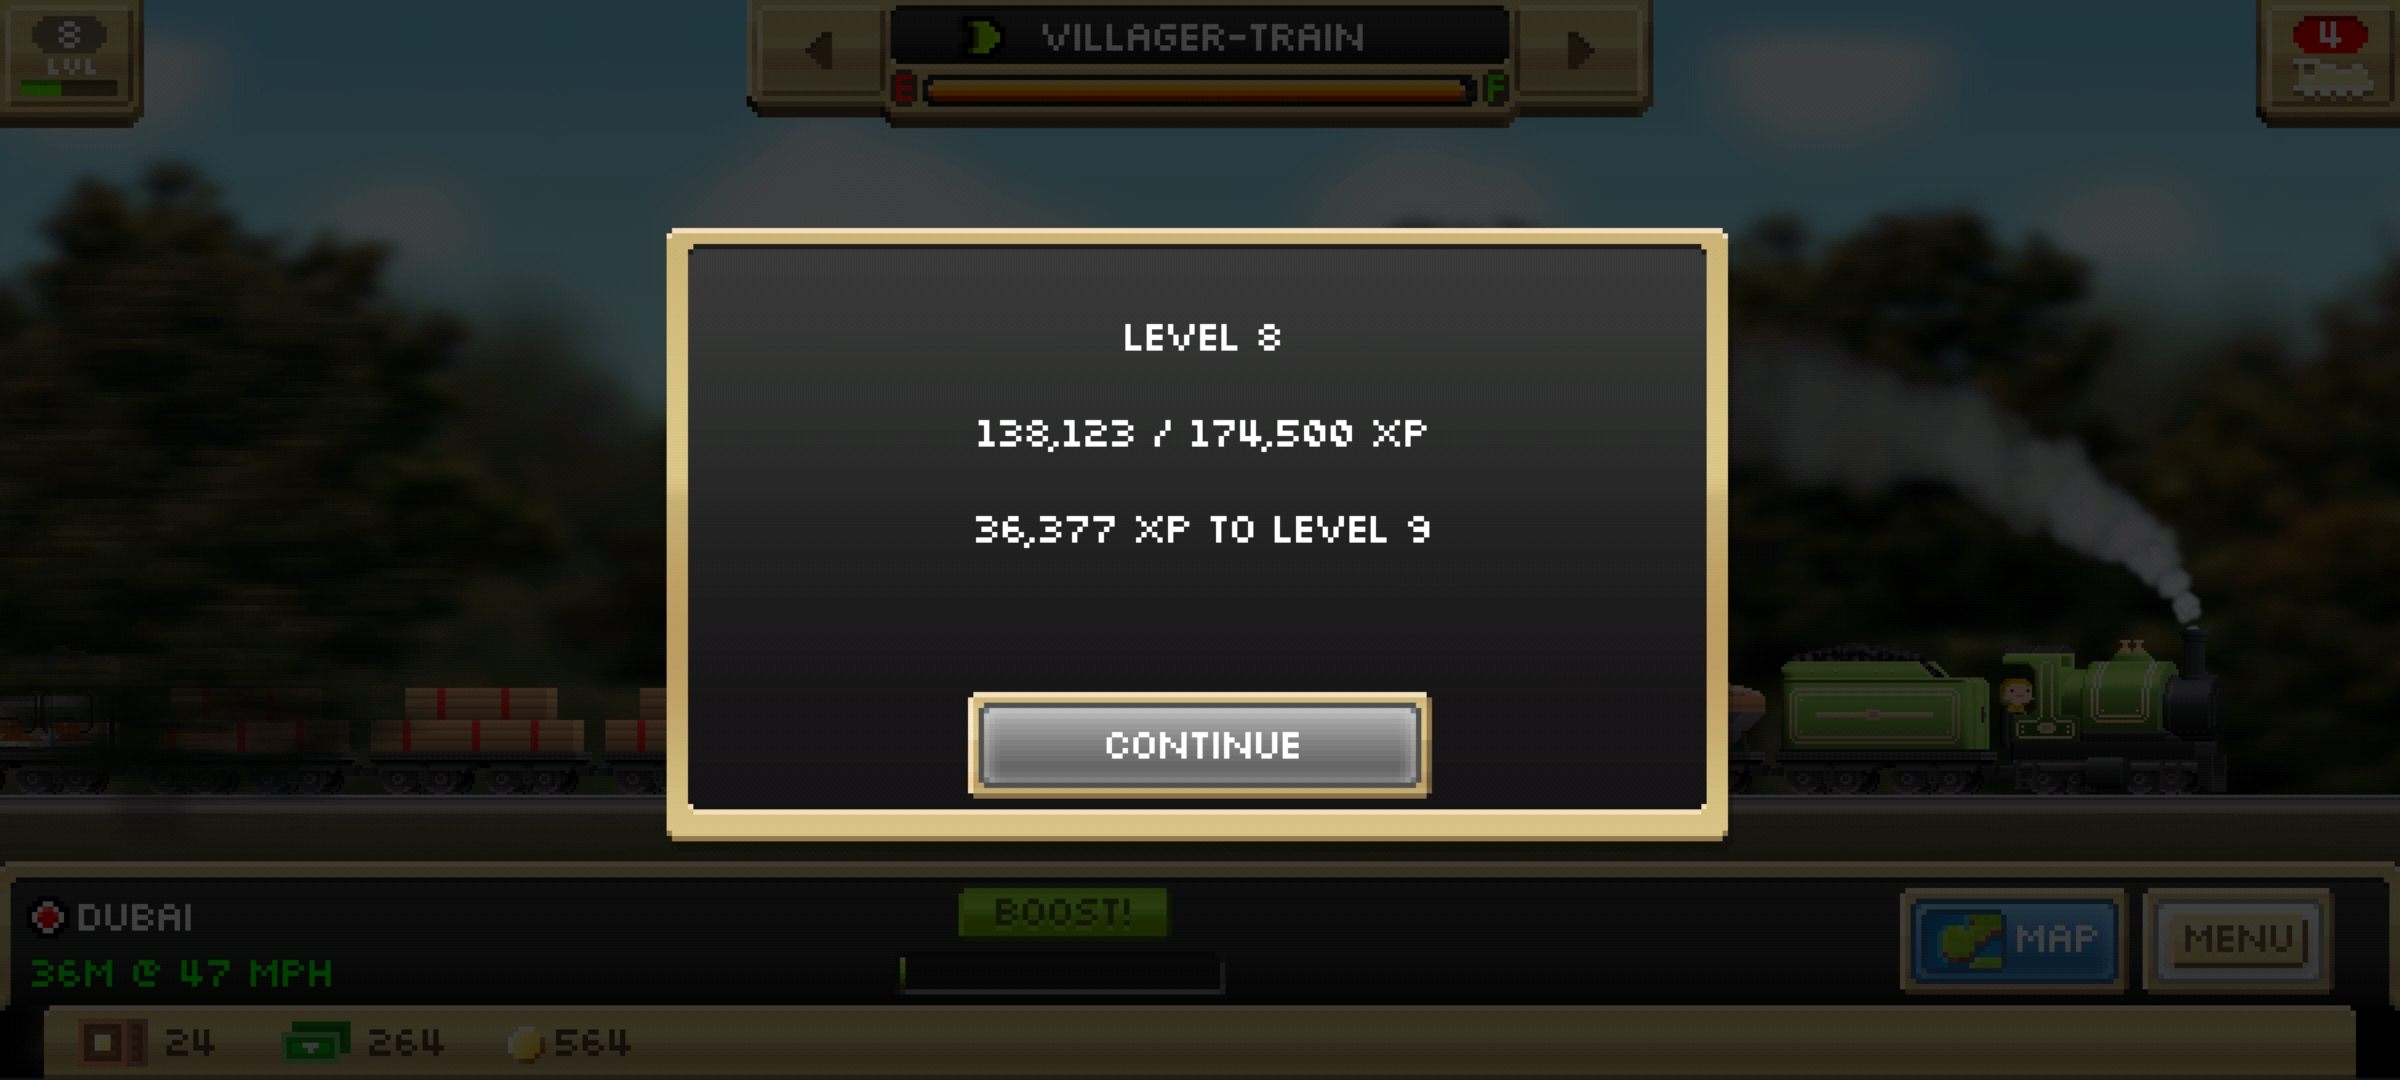 8
LVL
VILLAGER-TRAIN
E F
4
LEVEL 8
138,123 / 174,500 XP
36,377 XP TO LEVEL 9
CONTINUE
DUBAI
36M @ 47 MPH
BOOST!
MAP
MENU
24 264 564